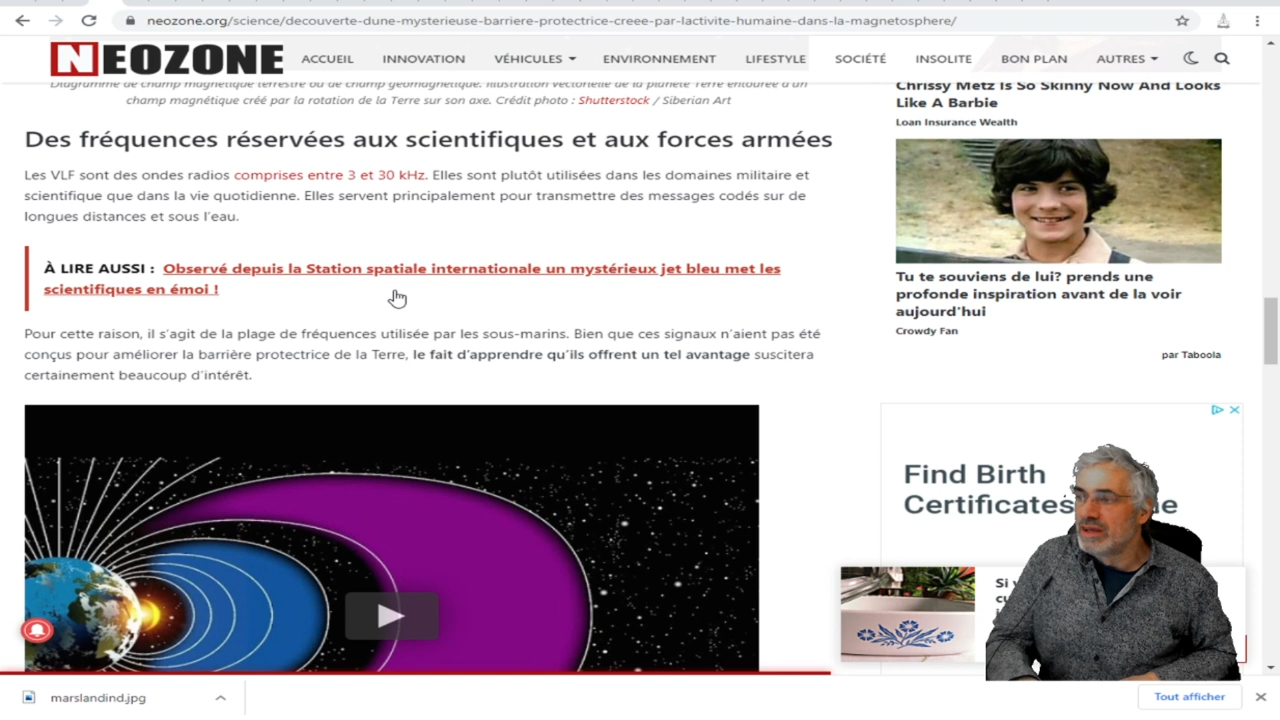 neozone.org/science/decouverte-dune-mysterieuse-barriere-protectrice-creee-par-lactivite-humaine-dans-la-magnetosphere/
NEOZONE
ACCUEIL INNOVATION VÉHICULES ENVIRONNEMENT LIFESTYLE SOCIÉTÉ INSOLITE BON PLAN AUTRES
Diagramme de champ magnétique terrestre ou de champ géomagnétique. Illustration vectorielle de la planète Terre entourée d'un
champ magnétique créé par la rotation de la Terre sur son axe. Crédit photo : Shutterstock / Siberian Art
Des fréquences réservées aux scientifiques et aux forces armées
Les VLF sont des ondes radios comprises entre 3 et 30 kHz. Elles sont plutôt utilisées dans les domaines militaire et
scientifique que dans la vie quotidienne. Elles servent principalement pour transmettre des messages codés sur de
longues distances et sous l'eau.
À LIRE AUSSI : Observé depuis la Station spatiale internationale un mystérieux jet bleu met les
scientifiques en émoi !
Pour cette raison, il s'agit de la plage de fréquences utilisée par les sous-marins. Bien que ces signaux n'aient pas été
conçus pour améliorer la barrière protectrice de la Terre, le fait d'apprendre qu'ils offrent un tel avantage suscitera
certainement beaucoup d'intérêt.
Chrissy Metz Is So Skinny Now And Looks
Like A Barbie
Loan Insurance Wealth
Tu te souviens de lui? prends une
profonde inspiration avant de la voir
aujourd'hui
Crowdy Fan
par Taboola
Find Birth
Certificates
Si
marslandind.jpg
Tout afficher